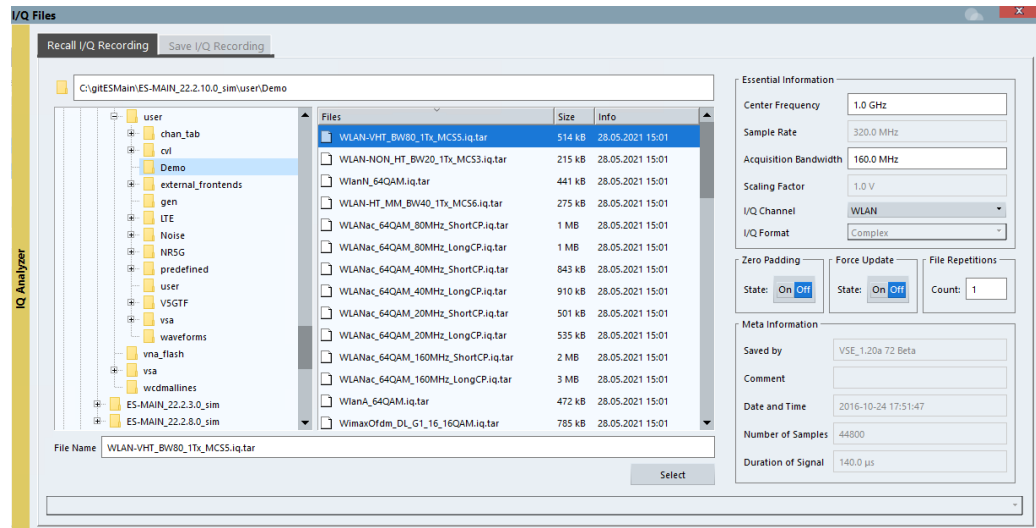 I/Q Files
Recall I/Q Recording
Save I/Q Recording
IQ Analyzer
C:\gitESMain\ES-MAIN_22.2.10.0_sim\user\Demo
user
chan_tab
cvl
Demo
external_frontends
gen
LTE
Noise
NR5G
predefined
user
V5GTF
vsa
waveforms
vna_flash
vsa
wcdmallines
ES-MAIN_22.2.3.0_sim
ES-MAIN_22.2.8.0_sim
Files Size Info
WLAN-VHT_BW80_1Tx_MCS5.iq.tar 514 kB 28.05.2021 15:01
WLAN-NON_HT_BW20_1Tx_MCS3.iq.tar 215 kB 28.05.2021 15:01
WlanN_64QAM.iq.tar 441 kB 28.05.2021 15:01
WLAN-HT_MM_BW40_1Tx_MCS6.iq.tar 275 kB 28.05.2021 15:01
WLANac_64QAM_80MHz_ShortCP.iq.tar 1 MB 28.05.2021 15:01
WLANac_64QAM_80MHz_LongCP.iq.tar 1 MB 28.05.2021 15:01
WLANac_64QAM_40MHz_ShortCP.iq.tar 843 kB 28.05.2021 15:01
WLANac_64QAM_40MHz_LongCP.iq.tar 910 kB 28.05.2021 15:01
WLANac_64QAM_20MHz_ShortCP.iq.tar 501 kB 28.05.2021 15:01
WLANac_64QAM_20MHz_LongCP.iq.tar 535 kB 28.05.2021 15:01
WLANac_64QAM_160MHz_ShortCP.iq.tar 2 MB 28.05.2021 15:01
WLANac_64QAM_160MHz_LongCP.iq.tar 3 MB 28.05.2021 15:01
WlanA_64QAM.iq.tar 472 kB 28.05.2021 15:01
WimaxOfdm_DL_G1_16_16QAM.iq.tar 785 kB 28.05.2021 15:01
File Name WLAN-VHT_BW80_1Tx_MCS5.iq.tar
Select
Essential Information
Center Frequency 1.0 GHz
Sample Rate 320.0 MHz
Acquisition Bandwidth 160.0 MHz
Scaling Factor 1.0 V
I/Q Channel WLAN
I/Q Format Complex
Zero Padding Force Update File Repetitions
State: On Off State: On Off Count: 1
Meta Information
Saved by VSE_1.20a 72 Beta
Comment
Date and Time 2016-10-24 17:51:47
Number of Samples 44800
Duration of Signal 140.0 µs